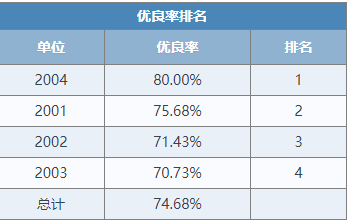 优良率排名
单位 优良率 排名
2004 80.00% 1
2001 75.68% 2
2002 71.43% 3
2003 70.73% 4
总计 74.68%